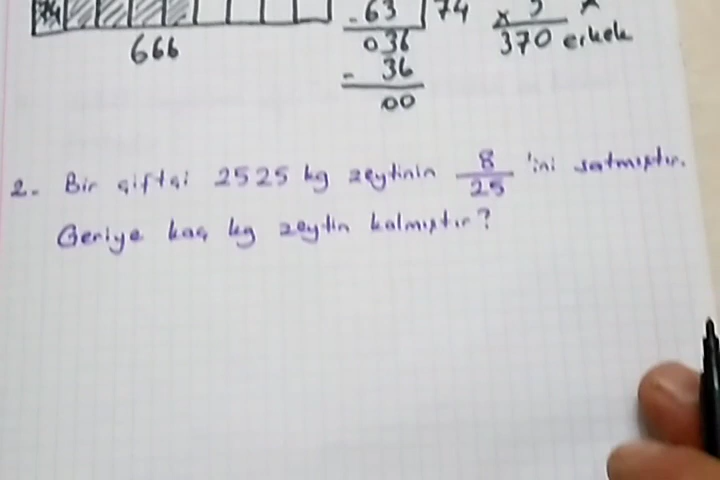 666
- 63 74
036
- 36
00
x 5
370 erkek
2- Bir çiftçi 2525 kg zeytinin 8/25 'ini satmıştır.
Geriye kaç kg zeytin kalmıştır?